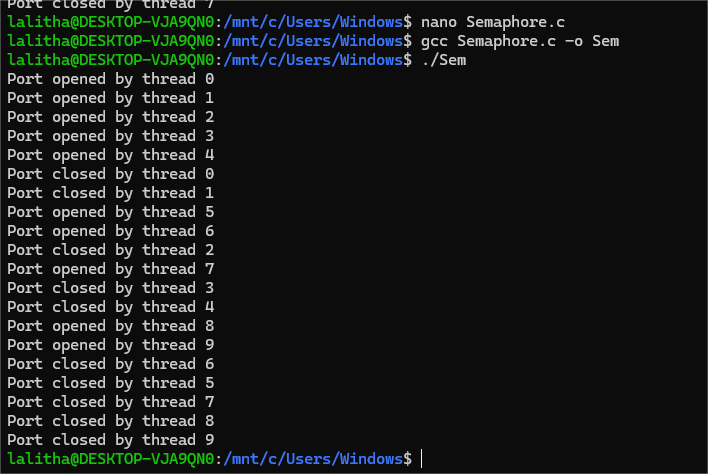 Port closed by thread 7
lalitha@DESKTOP-VJA9QN0:/mnt/c/Users/Windows$ nano Semaphore.c
lalitha@DESKTOP-VJA9QN0:/mnt/c/Users/Windows$ gcc Semaphore.c -o Sem
lalitha@DESKTOP-VJA9QN0:/mnt/c/Users/Windows$ ./Sem
Port opened by thread 0
Port opened by thread 1
Port opened by thread 2
Port opened by thread 3
Port opened by thread 4
Port closed by thread 0
Port closed by thread 1
Port opened by thread 5
Port opened by thread 6
Port closed by thread 2
Port opened by thread 7
Port closed by thread 3
Port closed by thread 4
Port opened by thread 8
Port opened by thread 9
Port closed by thread 6
Port closed by thread 5
Port closed by thread 7
Port closed by thread 8
Port closed by thread 9
lalitha@DESKTOP-VJA9QN0:/mnt/c/Users/Windows$